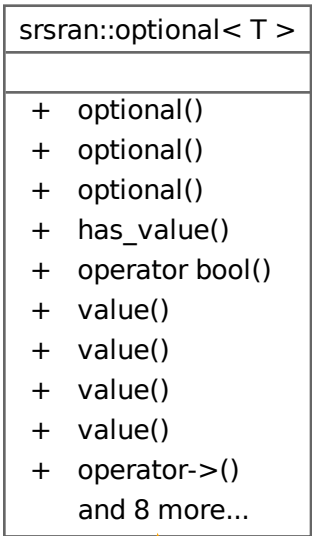 srsran::optional< T >
+ optional()
+ optional()
+ optional()
+ has_value()
+ operator bool()
+ value()
+ value()
+ value()
+ value()
+ operator->()
and 8 more...